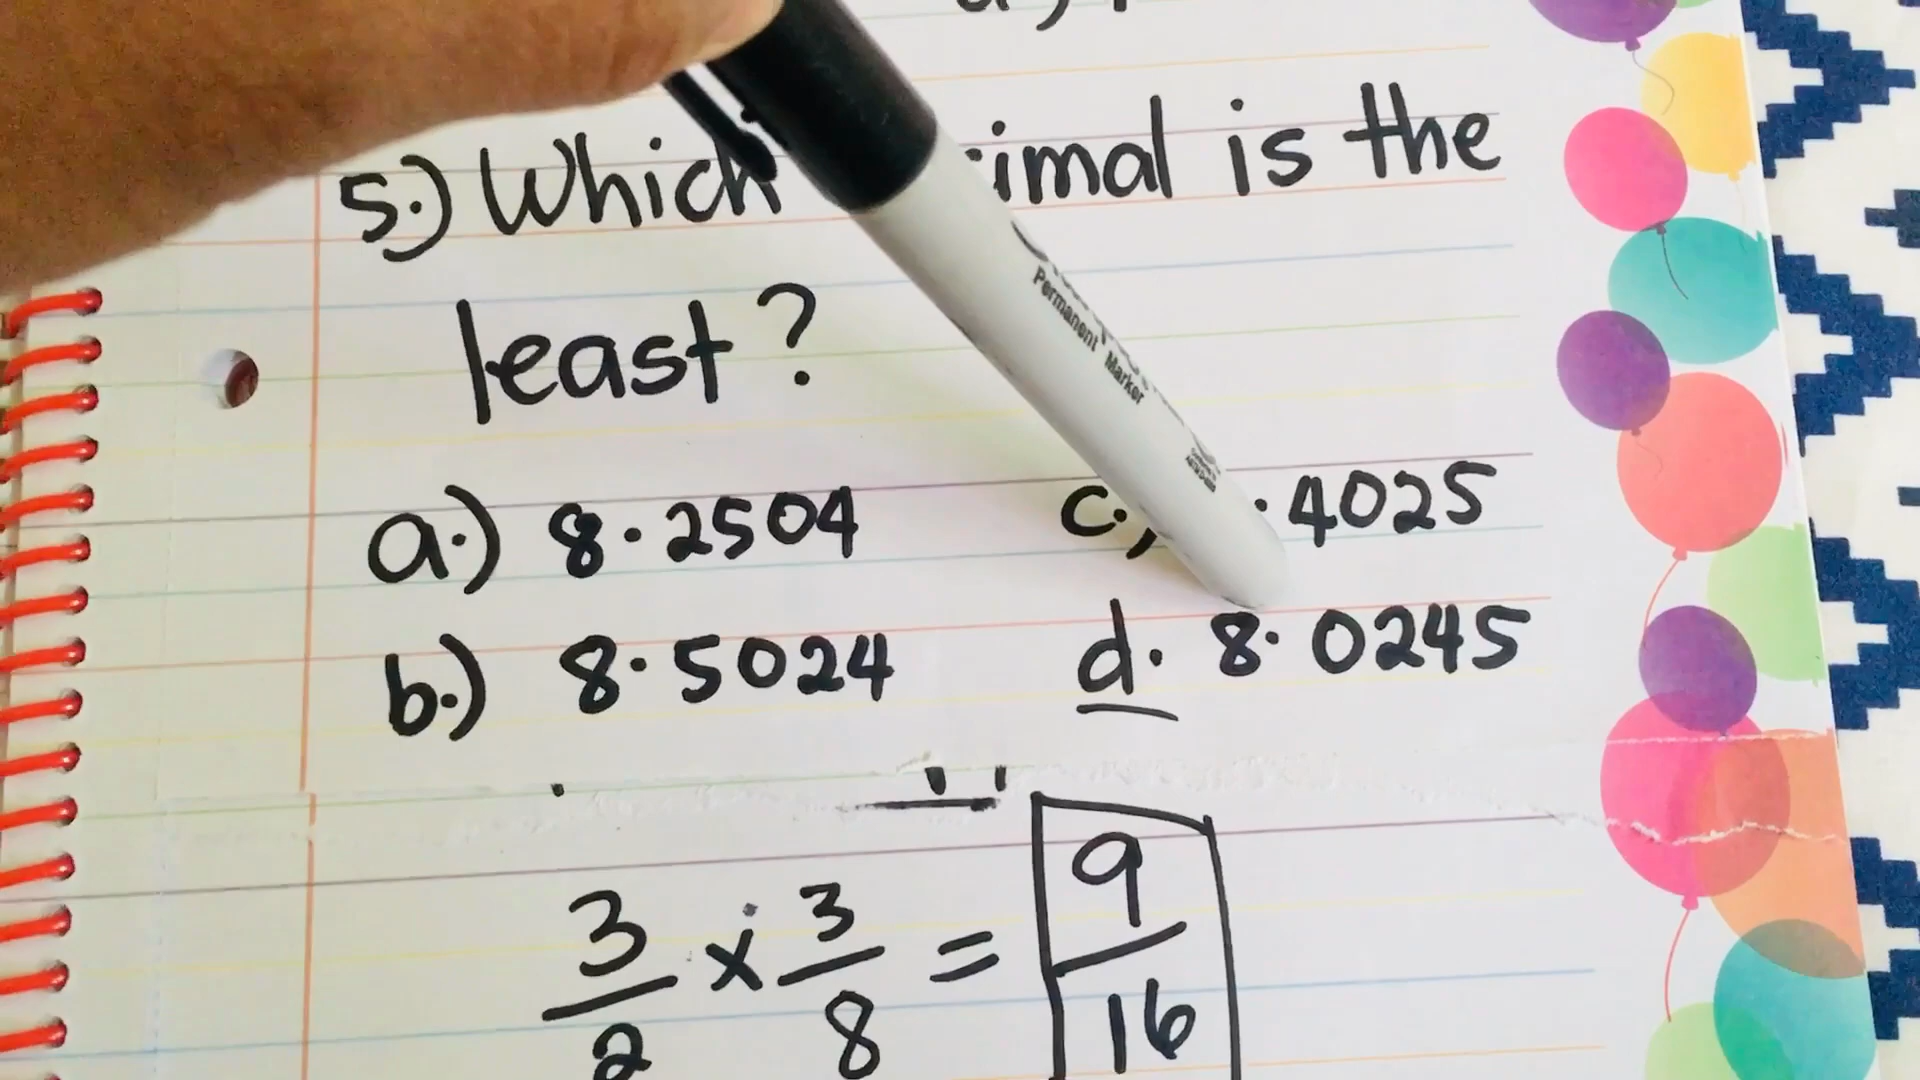 5.) Which imal is the
least?
a.) 8.2504
c.) .4025
b.) 8.5024
d. 8.0245
3/2 x 3/8 = 9/16
Permanent Marker